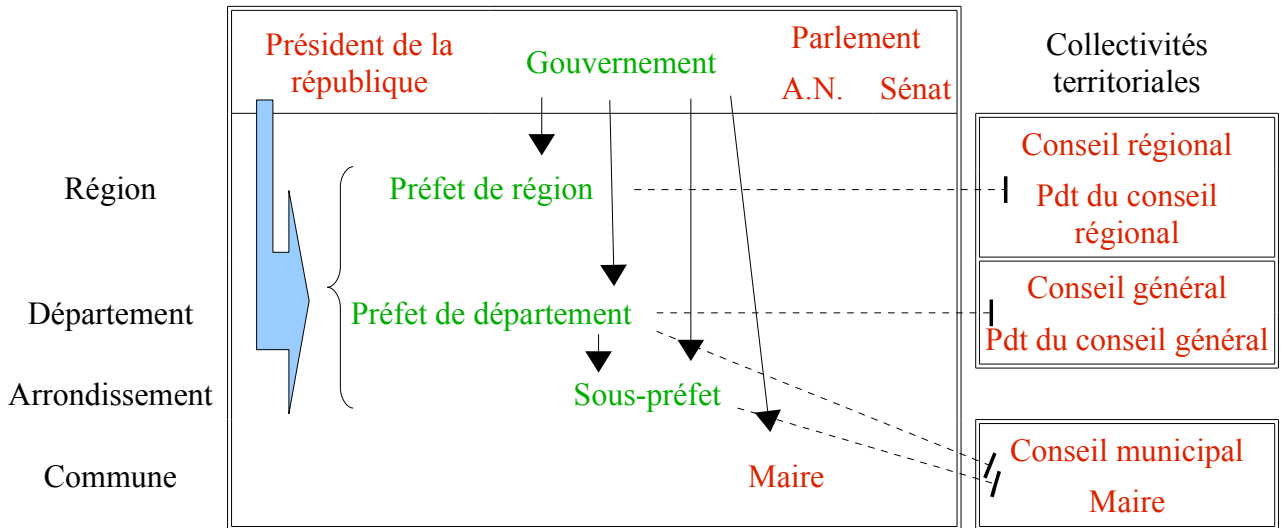 Président de la
république
Gouvernement
Parlement
A.N. Sénat
Collectivités
territoriales
Région
Préfet de région
Conseil régional
Pdt du conseil
régional
Département
Préfet de département
Conseil général
Pdt du conseil général
Arrondissement
Sous-préfet
Commune
Maire
Conseil municipal
Maire